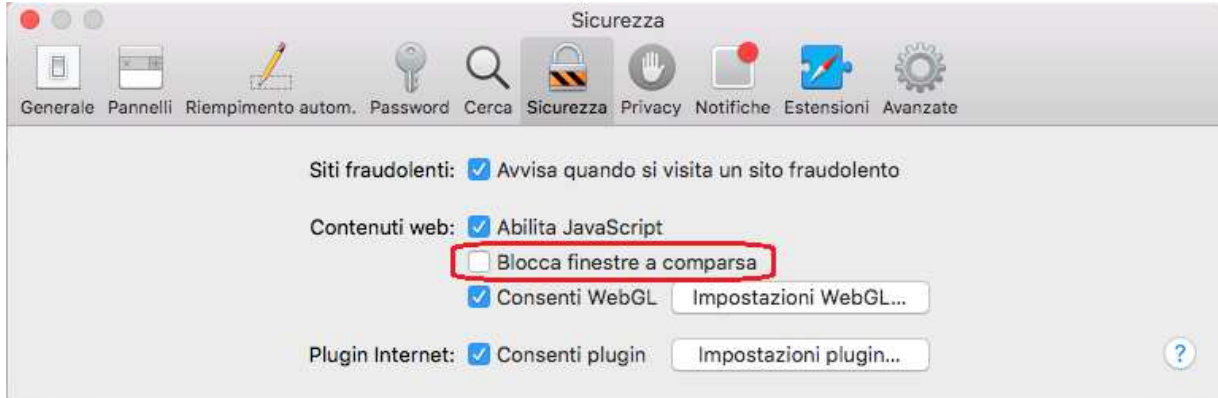 Sicurezza
Generale Pannelli Riempimento autom. Password Cerca Sicurezza Privacy Notifiche Estensioni Avanzate
Siti fraudolenti: Avvisa quando si visita un sito fraudolento
Contenuti web: Abilita JavaScript
Blocca finestre a comparsa
Consenti WebGL Impostazioni WebGL...
Plugin Internet: Consenti plugin Impostazioni plugin... ?